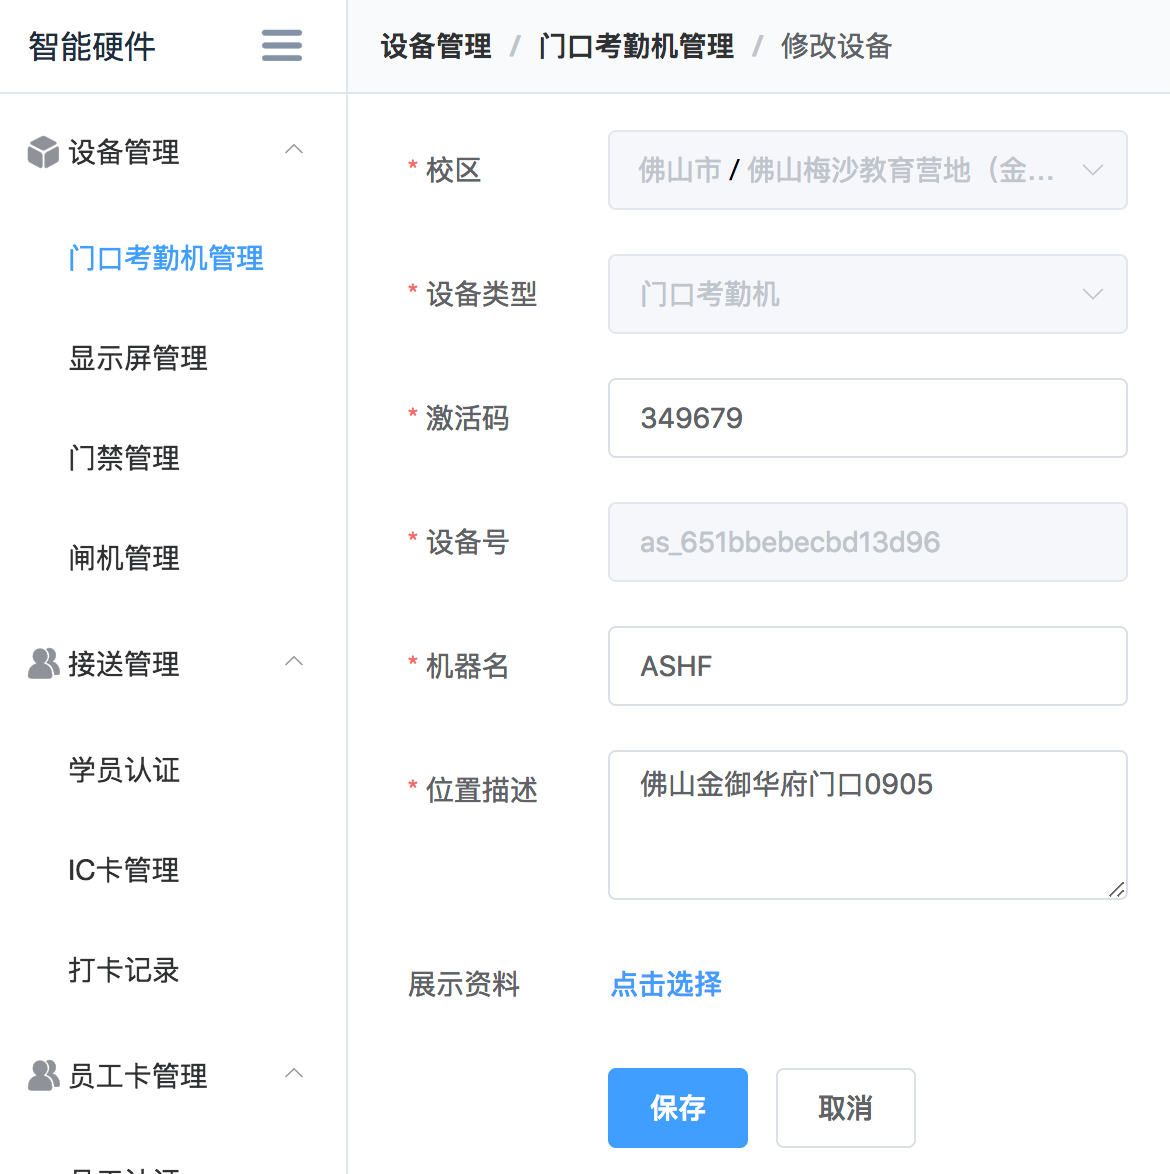 智能硬件
设备管理
门口考勤机管理
显示屏管理
门禁管理
闸机管理
接送管理
学员认证
IC卡管理
打卡记录
员工卡管理
设备管理 / 门口考勤机管理 / 修改设备
* 校区 佛山市 / 佛山梅沙教育营地（金...
* 设备类型 门口考勤机
* 激活码 349679
* 设备号 as_651bbebecbd13d96
* 机器名 ASHF
* 位置描述 佛山金御华府门口0905
展示资料 点击选择
保存 取消